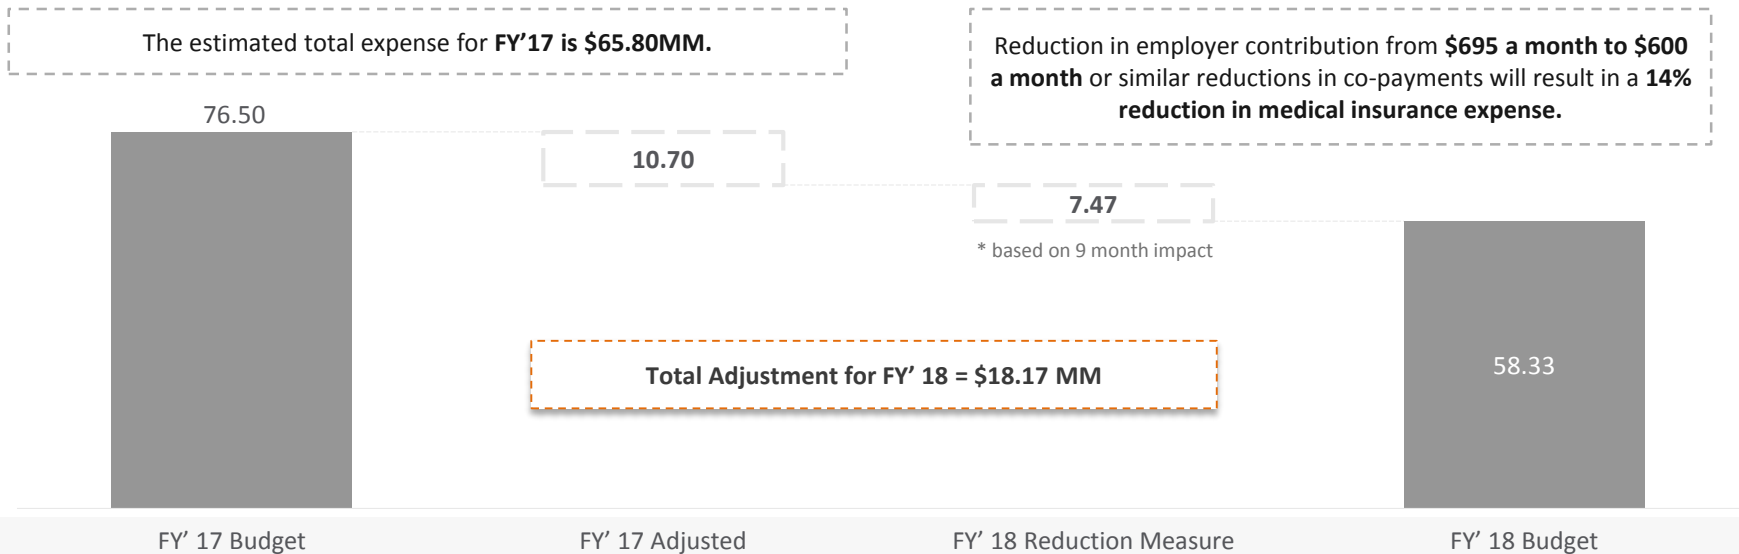 The estimated total expense for FY'17 is $65.80MM.
Reduction in employer contribution from $695 a month to $600
a month or similar reductions in co-payments will result in a 14%
reduction in medical insurance expense.
76.50
10.70
7.47
* based on 9 month impact
Total Adjustment for FY' 18 = $18.17 MM
58.33
FY' 17 Budget
FY' 17 Adjusted
FY' 18 Reduction Measure
FY' 18 Budget